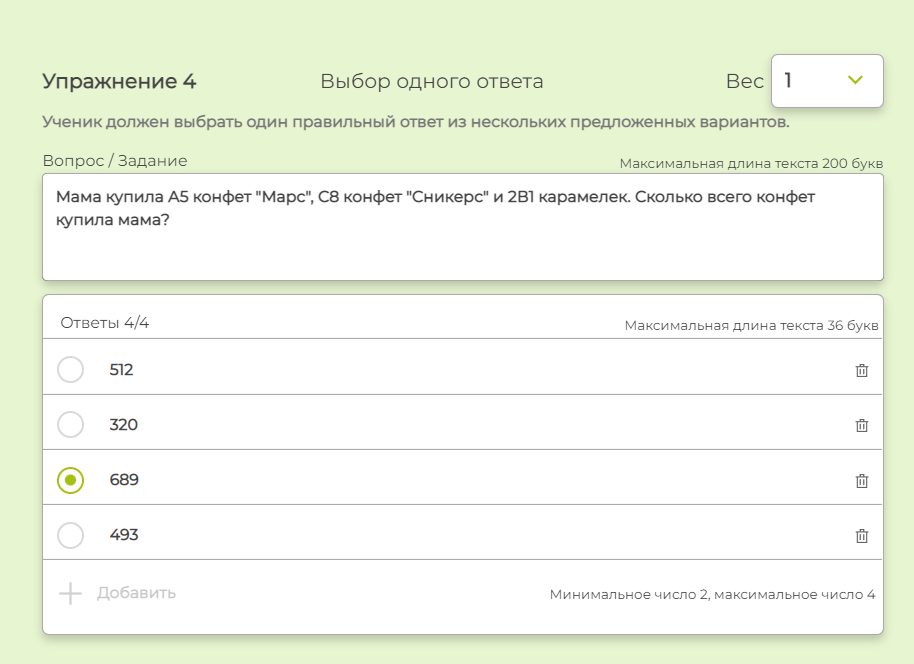 Упражнение 4 Выбор одного ответа Вес 1
Ученик должен выбрать один правильный ответ из нескольких предложенных вариантов.
Вопрос / Задание Максимальная длина текста 200 букв
Мама купила A5 конфет "Марс", C8 конфет "Сникерс" и 2B1 карамелек. Сколько всего конфет
купила мама?
Ответы 4/4 Максимальная длина текста 36 букв
512
320
689
493
Добавить Минимальное число 2, максимальное число 4